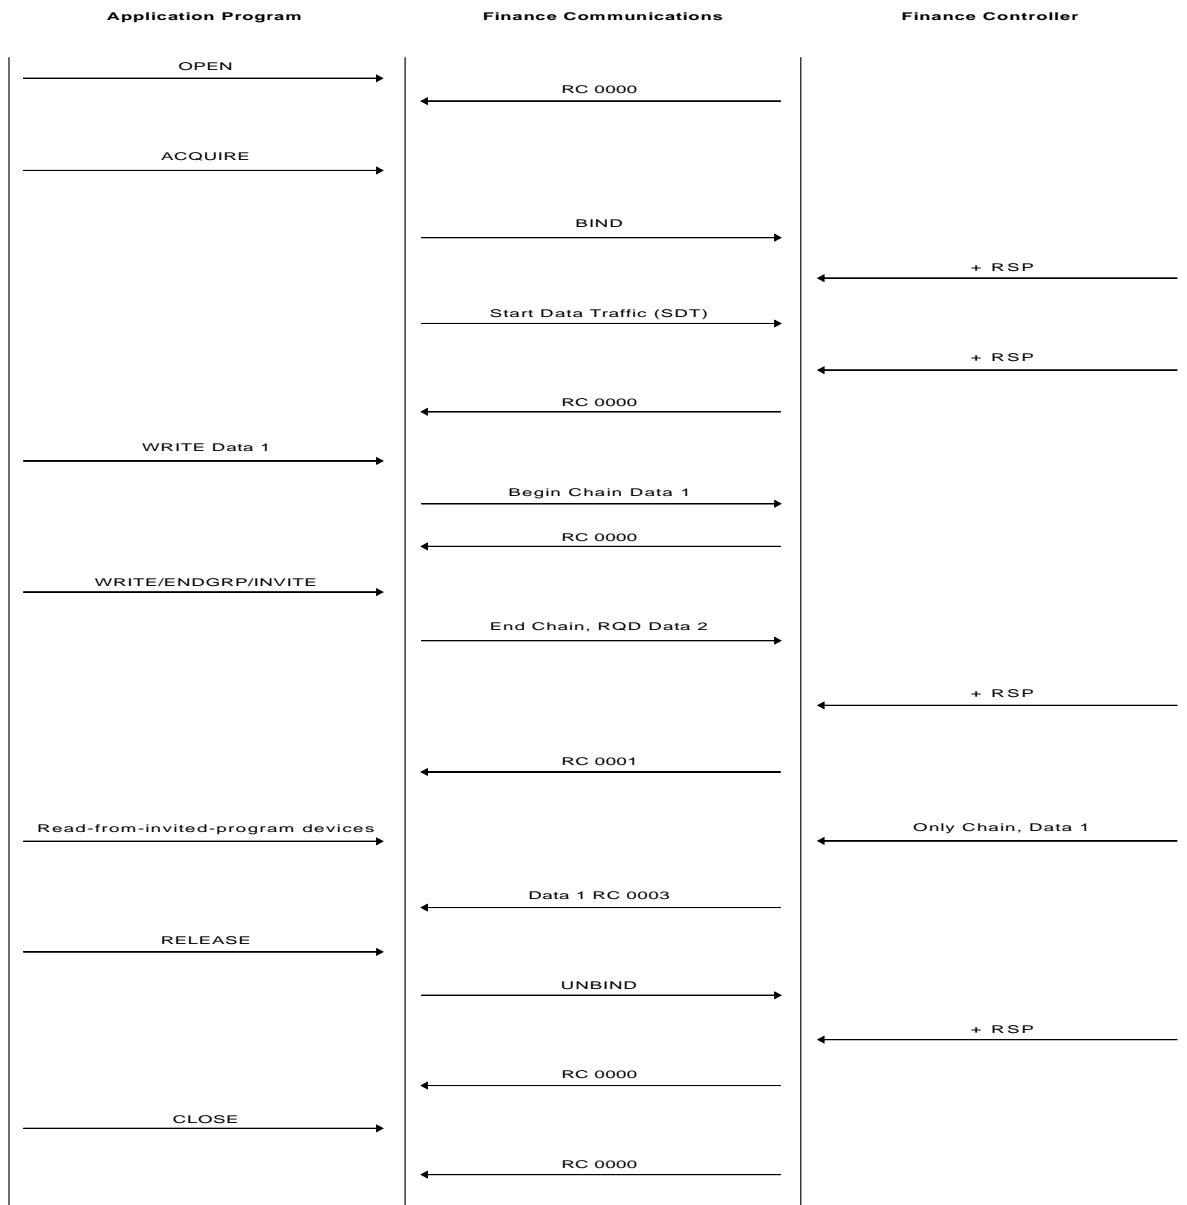 Application Program
Finance Communications
Finance Controller
OPEN
RC 0000
ACQUIRE
BIND
+ RSP
Start Data Traffic (SDT)
+ RSP
RC 0000
WRITE Data 1
Begin Chain Data 1
RC 0000
WRITE/ENDGRP/INVITE
End Chain, RQD Data 2
+ RSP
RC 0001
Read-from-invited-program devices
Only Chain, Data 1
Data 1 RC 0003
RELEASE
UNBIND
+ RSP
RC 0000
CLOSE
RC 0000